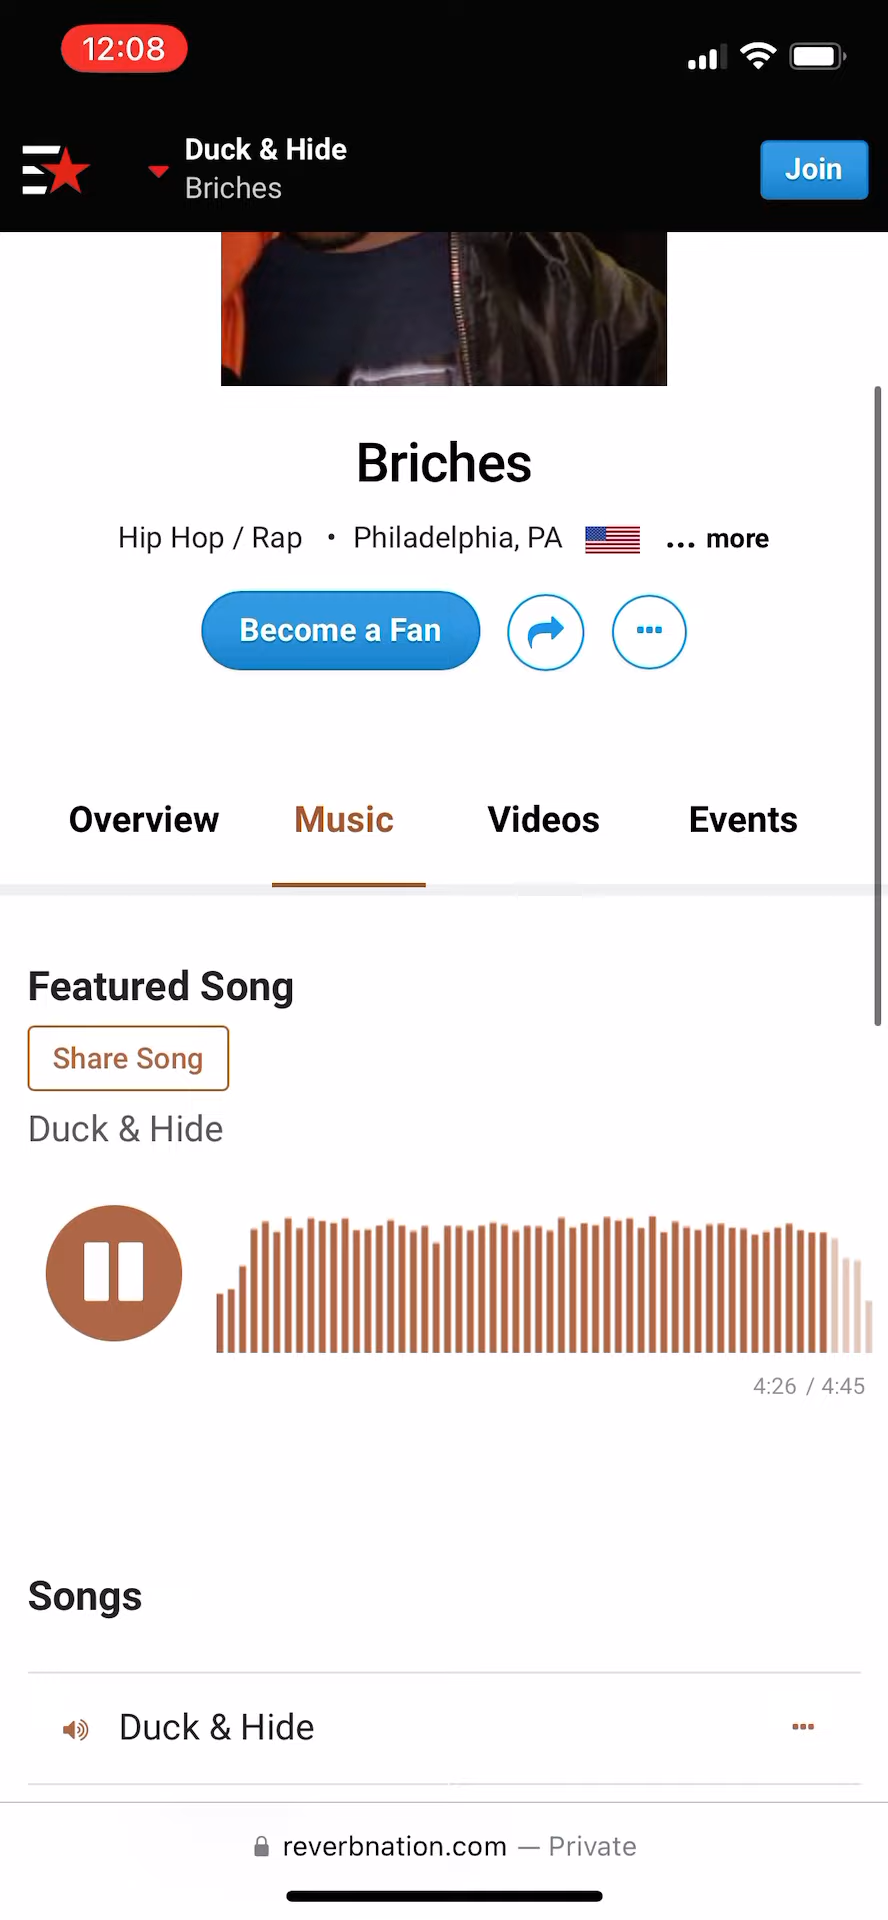 12:08
Duck & Hide
Briches
Join
Briches
Hip Hop / Rap • Philadelphia, PA ... more
Become a Fan
Overview Music Videos Events
Featured Song
Share Song
Duck & Hide
4:26 / 4:45
Songs
Duck & Hide
reverbnation.com — Private